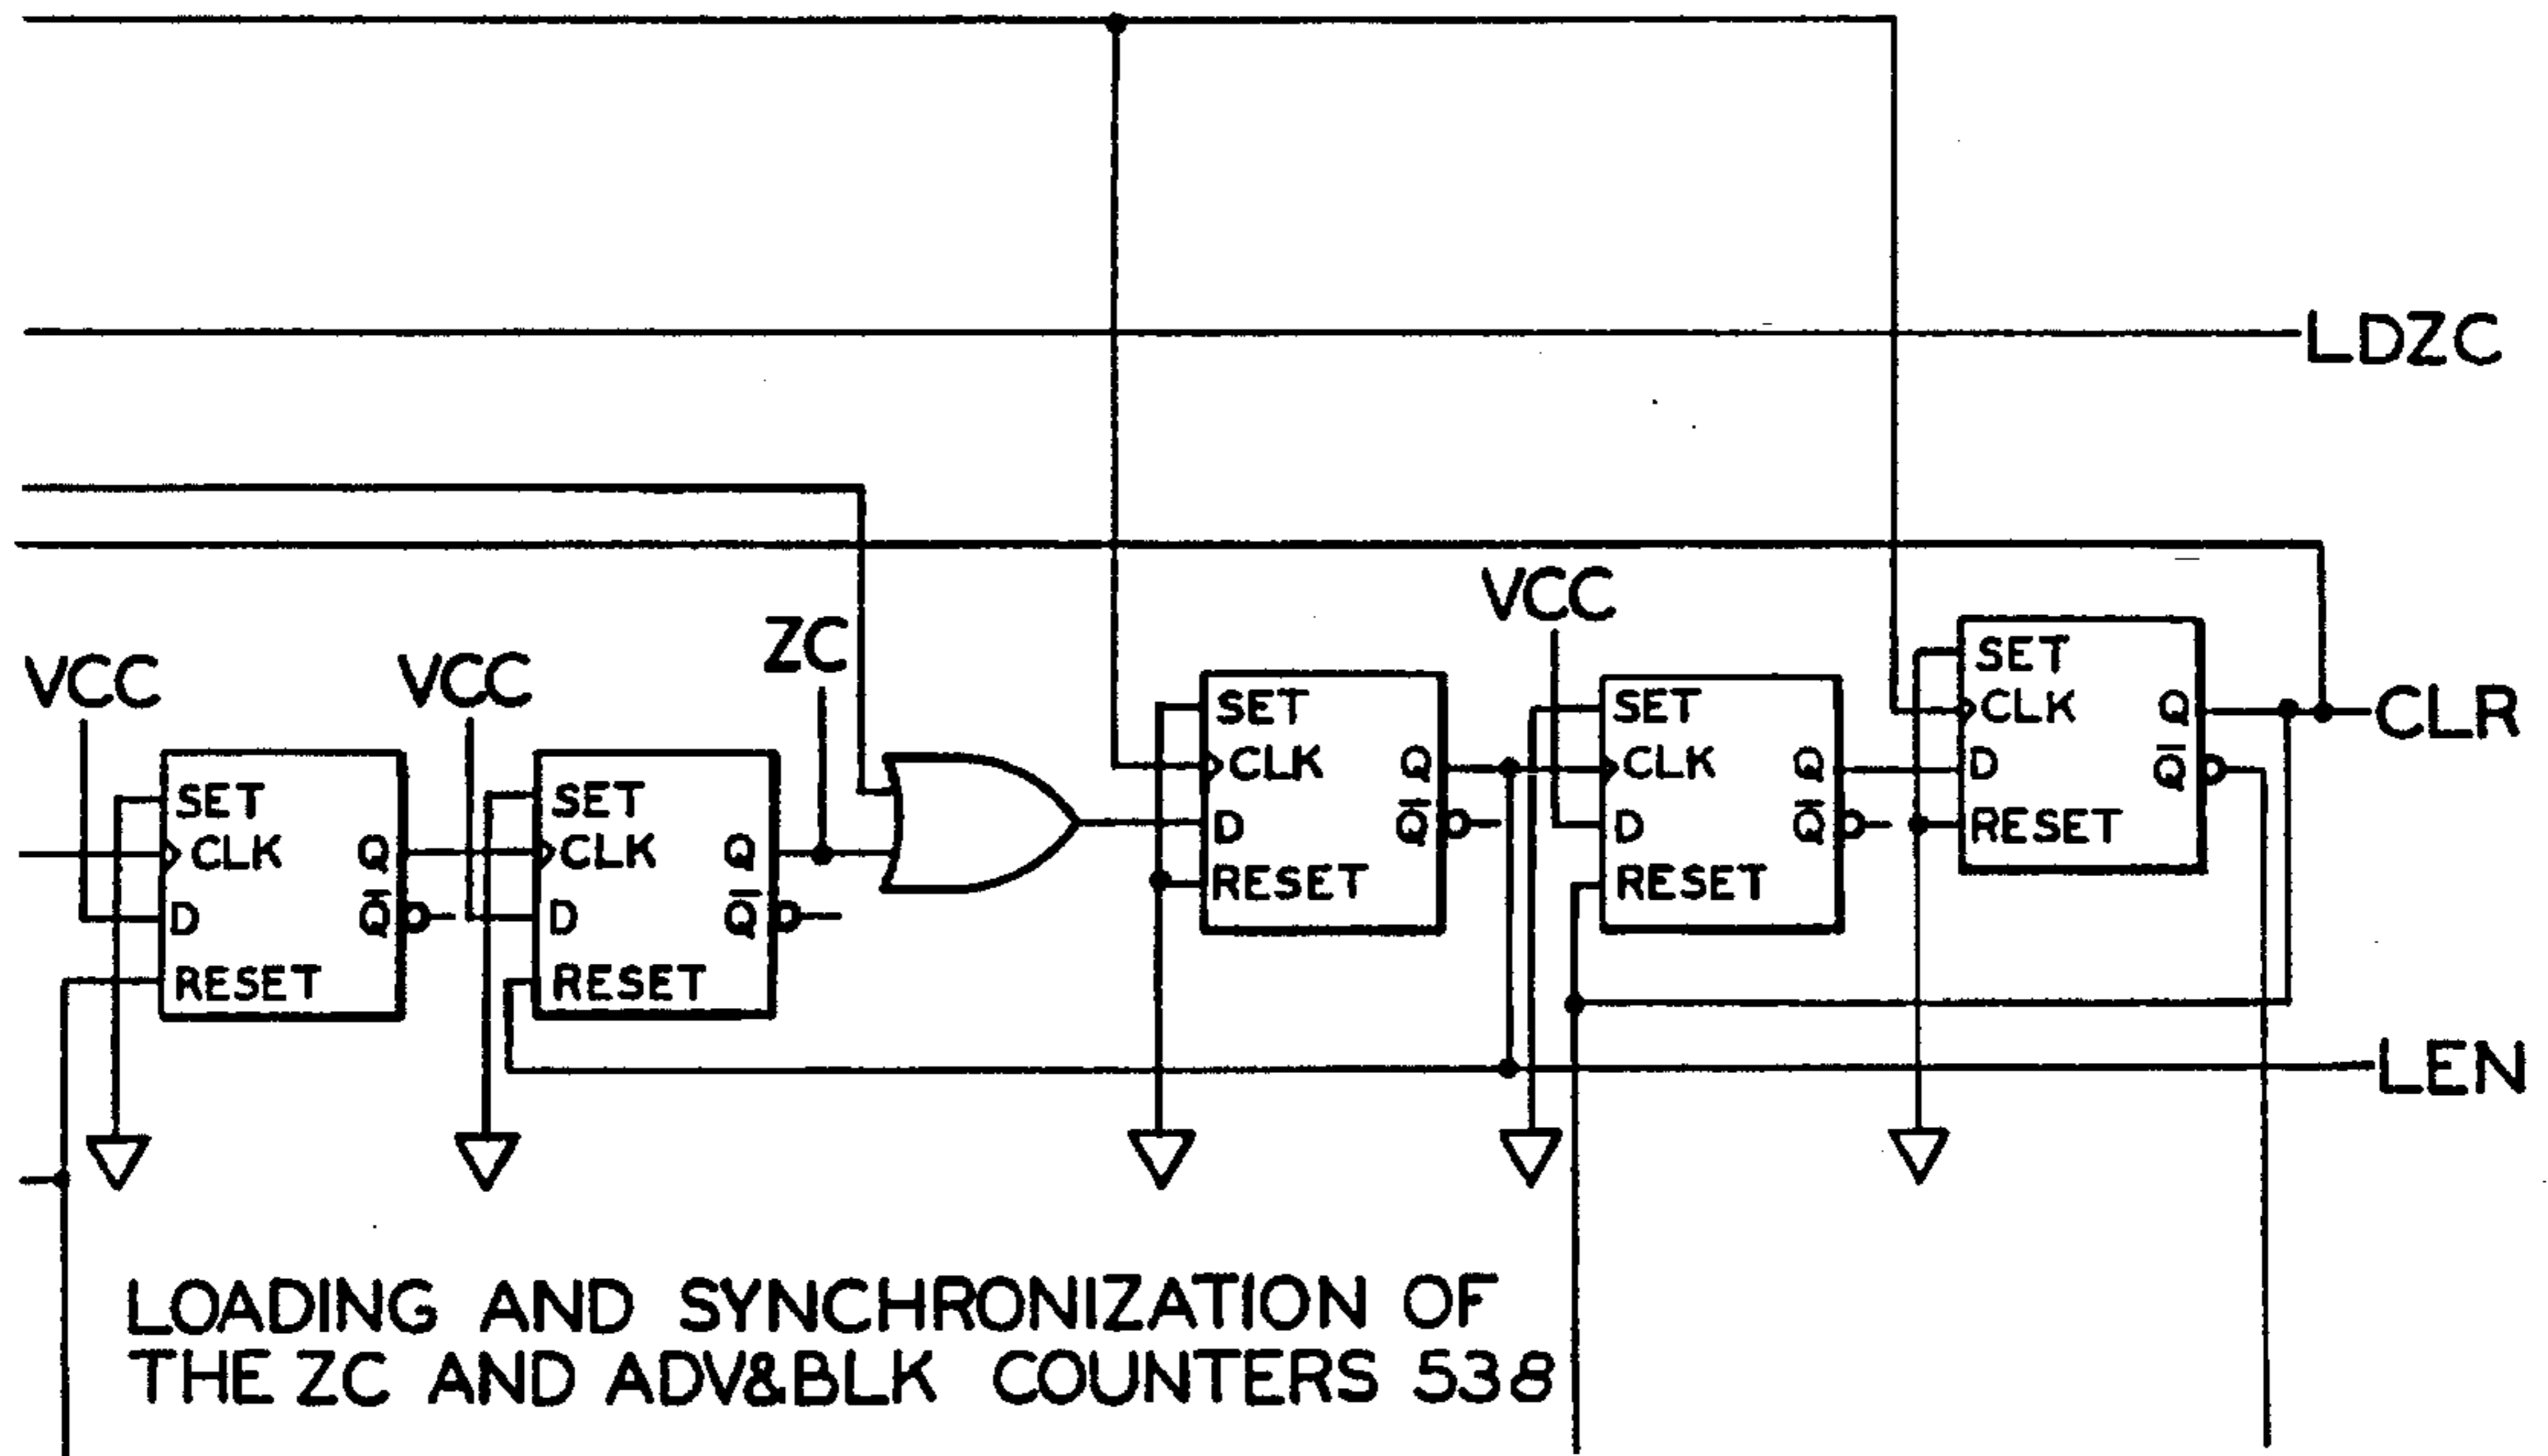 LDZC
VCC
ZC
VCC
VCC
SET
CLK
D
RESET
Q
Q̅
SET
CLK
D
RESET
Q
Q̅
SET
CLK
D
RESET
Q
Q̅
SET
CLK
D
RESET
Q
Q̅
SET
CLK
D
RESET
Q
Q̅
CLR
LEN
LOADING AND SYNCHRONIZATION OF
THE ZC AND ADV&BLK COUNTERS 538